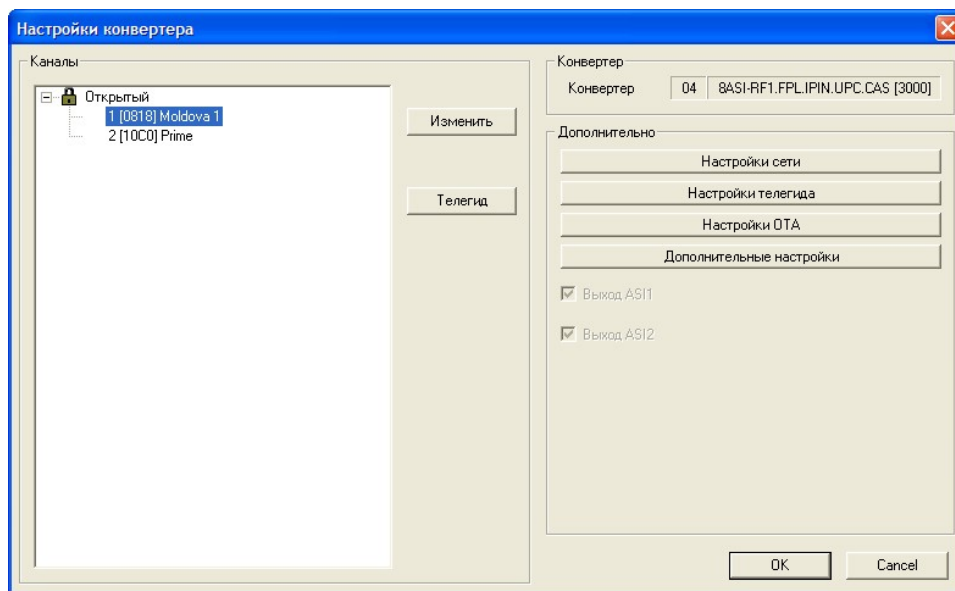 Настройки конвертера
Каналы
Открытый
1 [0818] Moldova 1
2 [10C0] Prime
Изменить
Телегид
Конвертер
Конвертер 04 8ASI-RF1.FPL.IPIN.UPC.CAS [3000]
Дополнительно
Настройки сети
Настройки телегида
Настройки ОТА
Дополнительные настройки
Выход ASI1
Выход ASI2
OK
Cancel